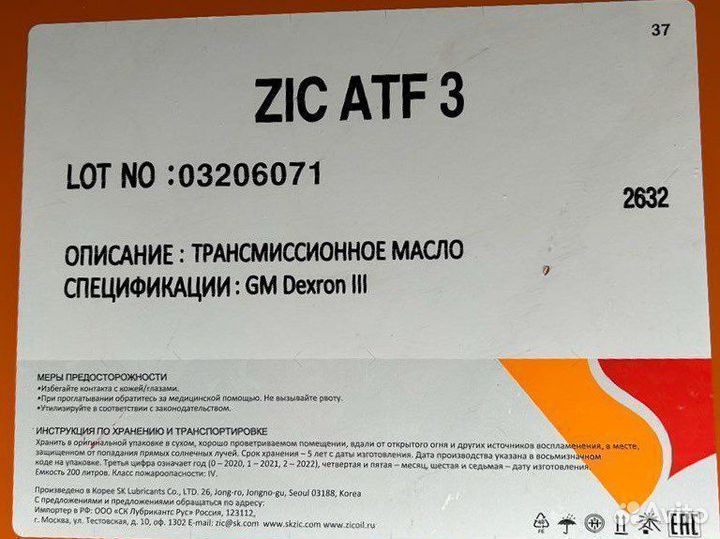 37
ZIC ATF 3
LOT NO :03206071
2632
ОПИСАНИЕ : ТРАНСМИССИОННОЕ МАСЛО
СПЕЦИФИКАЦИИ : GM Dexron III
МЕРЫ ПРЕДОСТОРОЖНОСТИ
•Избегайте контакта с кожей/глазами.
•При проглатывании обратитесь за медицинской помощью. Не вызывайте рвоту.
•Утилизируйте в соответствии с законодательством.
ИНСТРУКЦИЯ ПО ХРАНЕНИЮ И ТРАНСПОРТИРОВКЕ
Хранить в оригинальной упаковке в сухом, хорошо проветриваемом помещении, вдали от открытого огня и других источников воспламенения, в месте,
защищенном от попадания прямых солнечных лучей. Срок хранения – 5 лет с даты изготовления. Дата производства указана в восьмизначном
коде на упаковке. Третья цифра означает год (0 – 2020, 1 – 2021, 2 – 2022), четвертая и пятая – месяц, шестая и седьмая – дату изготовления.
Емкость 200 литров. Класс пожароопасности: IV.
Произведено в Корее SK Lubricants Co., LTD. 26, Jong-ro, Jongno-gu, Seoul 03188, Korea
С предложениями и предложениями обращаться по адресу:
Импортер в РФ: ООО «СК Лубрикантс Рус» Россия, 123112,
г. Москва, ул. Тестовская, д. 10, оф. 1302 E-mail: zic@sk.com www.skzic.com www.zicoil.ru
40
PE
EAC
Avito